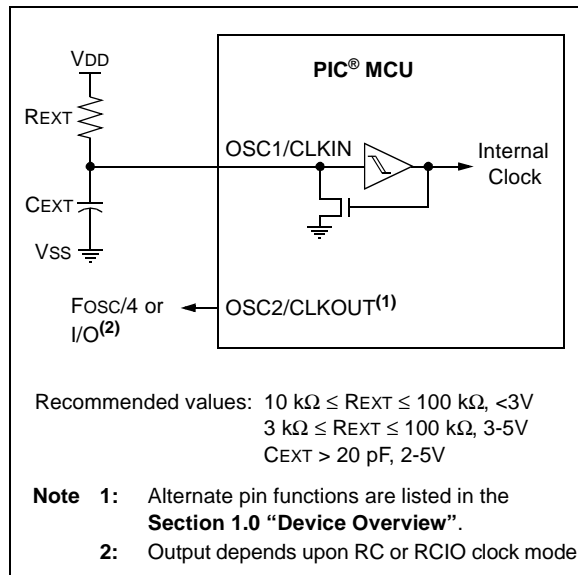 VDD
PIC® MCU
REXT
OSC1/CLKIN
Internal
Clock
CEXT
VSS
FOSC/4 or
I/O(2)
OSC2/CLKOUT(1)
Recommended values: 10 kΩ ≤ REXT ≤ 100 kΩ, <3V
3 kΩ ≤ REXT ≤ 100 kΩ, 3-5V
CEXT > 20 pF, 2-5V
Note 1: Alternate pin functions are listed in the
Section 1.0 “Device Overview”.
2: Output depends upon RC or RCIO clock mode